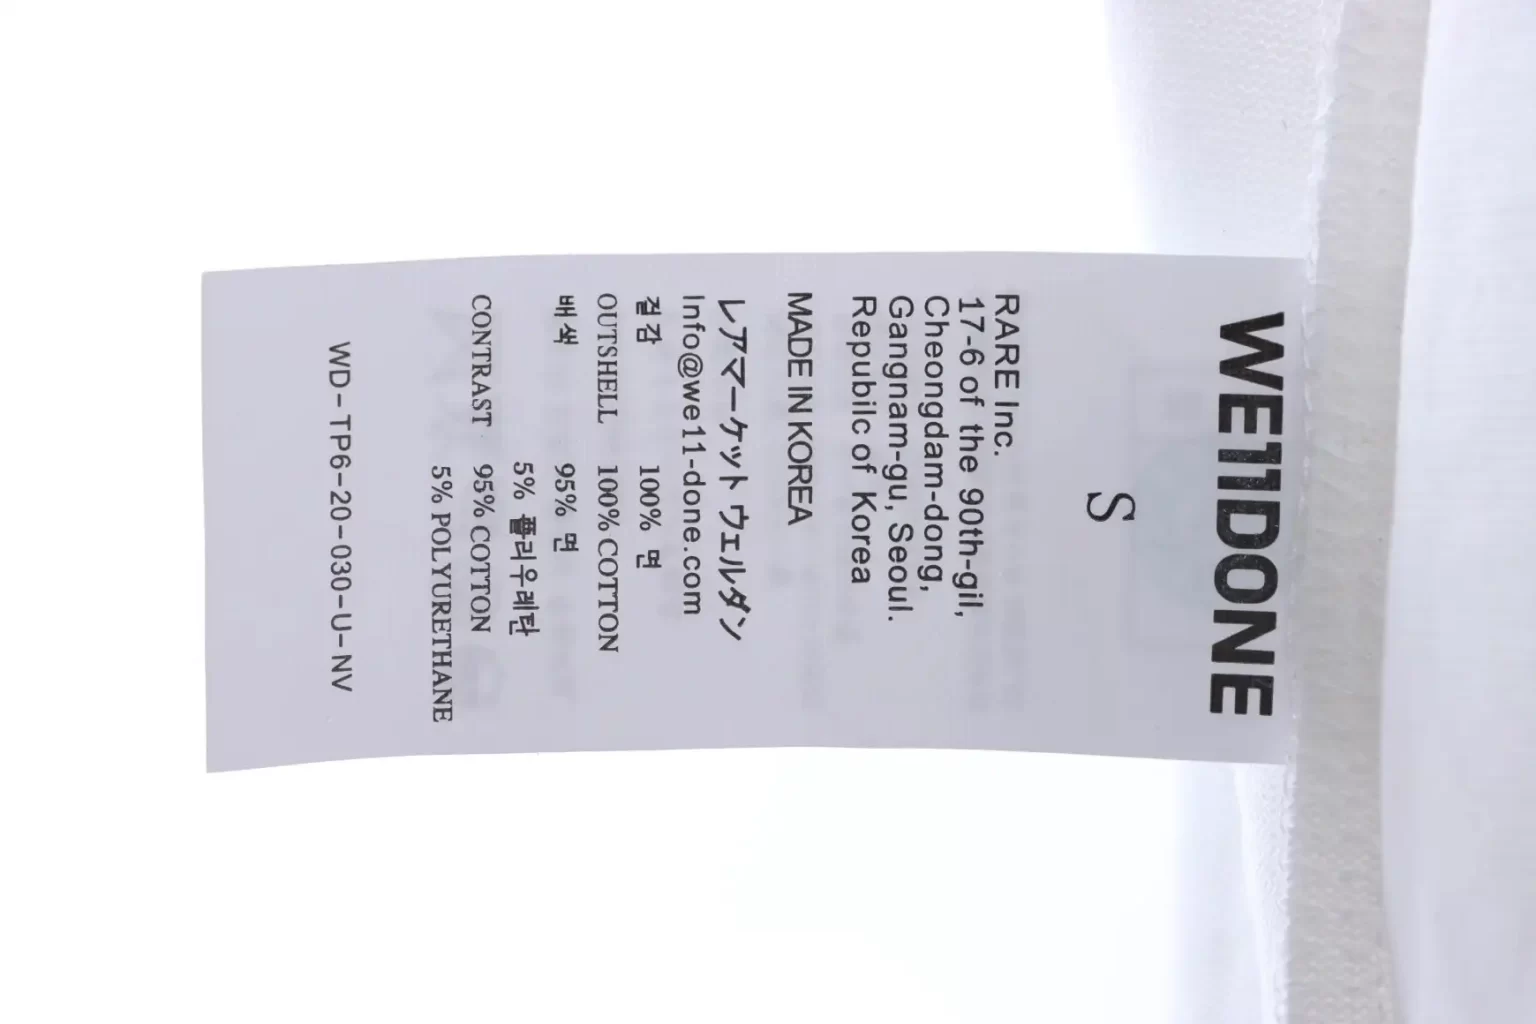 WE11DONE
S
RARE Inc.
17-6 of the 90th-gil,
Cheongdam-dong,
Gangnam-gu, Seoul.
Repubilc of Korea
MADE IN KOREA
レアマーケット ウェルダン
Info@we11-done.com
겉감 100% 면
OUTSHELL 100% COTTON
배색 95% 면
5% 폴리우레탄
CONTRAST 95% COTTON
5% POLYURETHANE
WD-TP6-20-030-U-NV